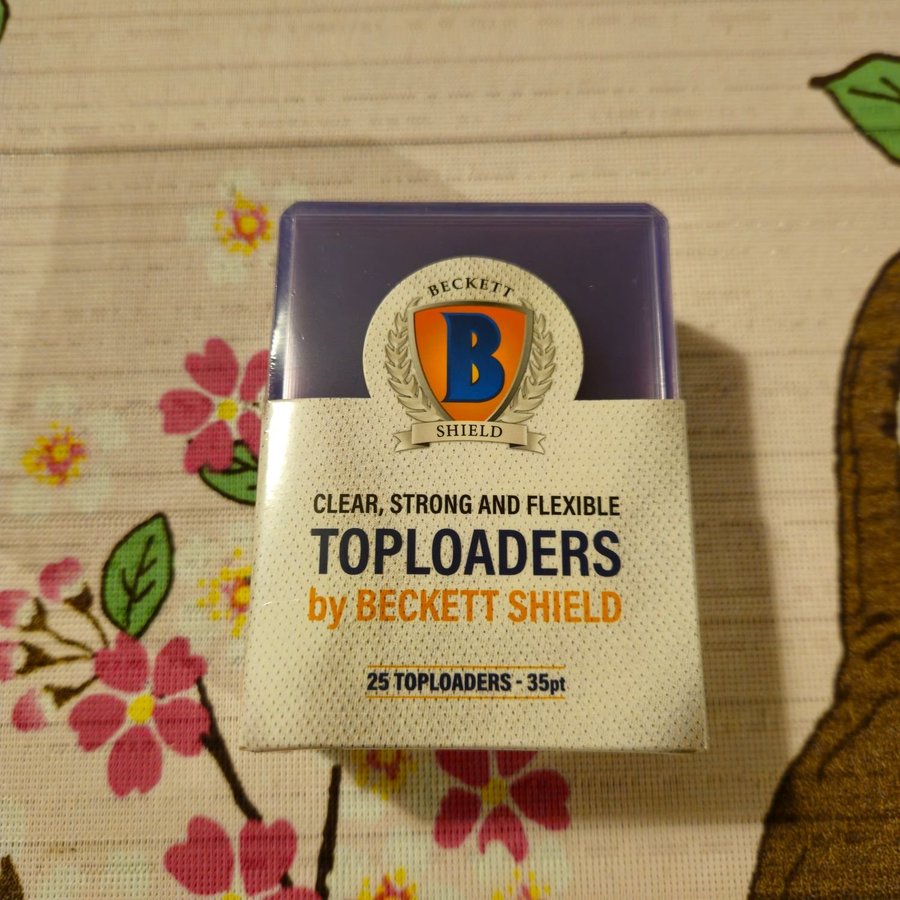 BECKETT
B
SHIELD
CLEAR, STRONG AND FLEXIBLE
TOPLOADERS
by BECKETT SHIELD
25 TOPLOADERS - 35pt